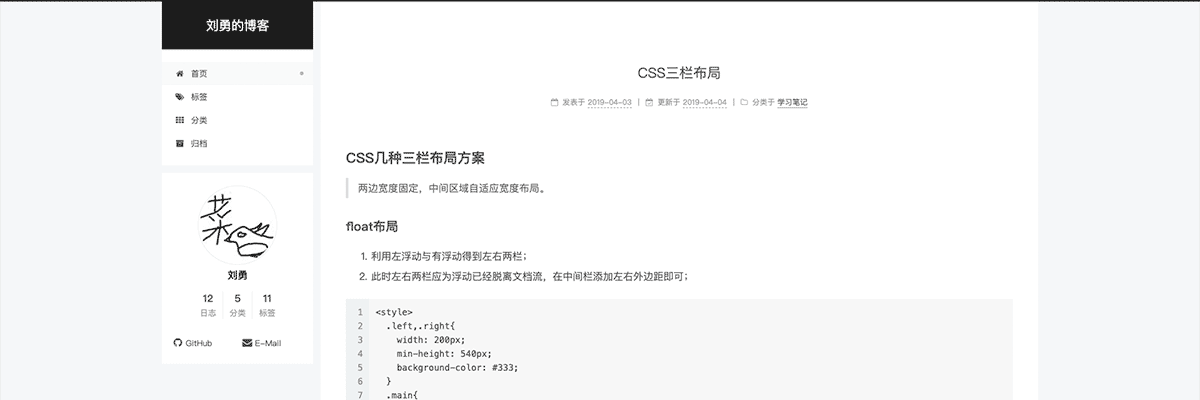 刘勇的博客
首页
标签
分类
归档
菜鸟
刘勇
12 5 11
日志 分类 标签
GitHub E-Mail
CSS三栏布局
发表于 2019-04-03 | 更新于 2019-04-04 | 分类于 学习笔记
CSS几种三栏布局方案
两边宽度固定，中间区域自适应宽度布局。
float布局
1. 利用左浮动与有浮动得到左右两栏；
2. 此时左右两栏应为浮动已经脱离文档流，在中间栏添加左右外边距即可；
1 <style>
2 .left,.right{
3 width: 200px;
4 min-height: 540px;
5 background-color: #333;
6 }
7 .main{